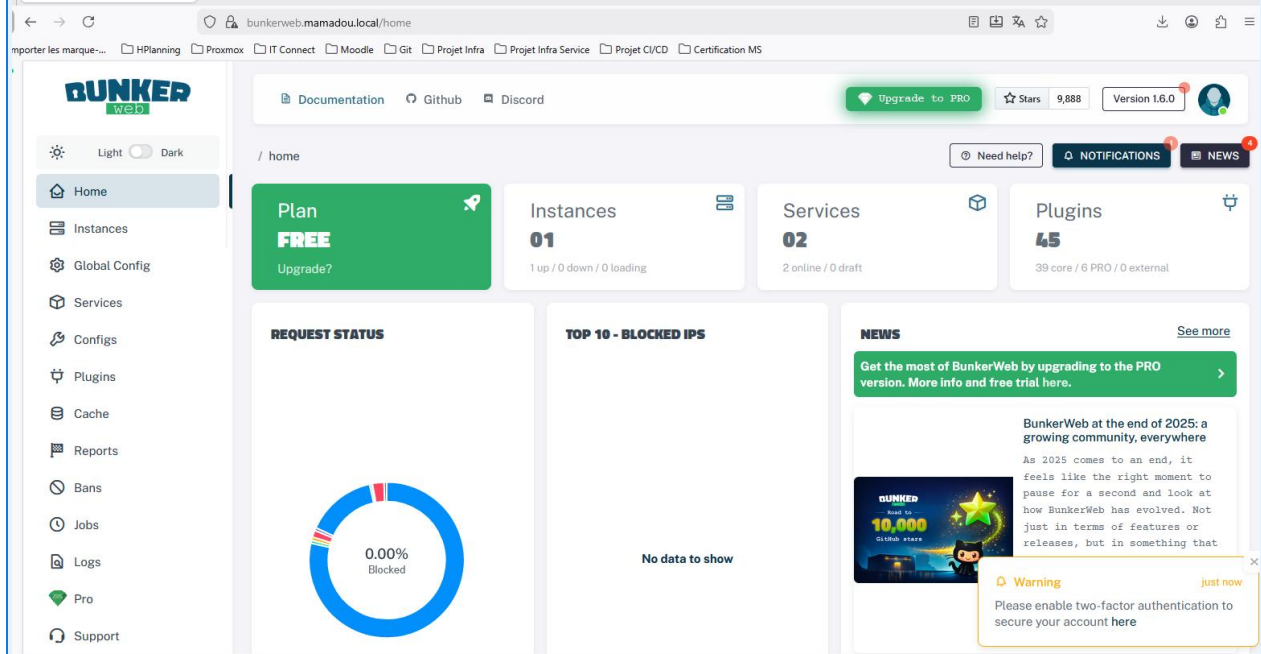 bunkerweb.mamadou.local/home
mporter les marque-... HPlanning Proxmox IT Connect Moodle Git Projet Infra Projet Infra Service Projet CI/CD Certification MS
BUNKER
web
Documentation Github Discord
Upgrade to PRO
Stars 9,888
Version 1.6.0
Light Dark
/ home
Need help?
NOTIFICATIONS 1
NEWS 4
Home
Instances
Global Config
Services
Configs
Plugins
Cache
Reports
Bans
Jobs
Logs
Pro
Support
Plan
FREE
Upgrade?
Instances
01
1 up / 0 down / 0 loading
Services
02
2 online / 0 draft
Plugins
45
39 core / 6 PRO / 0 external
REQUEST STATUS
0.00%
Blocked
TOP 10 - BLOCKED IPS
No data to show
NEWS
See more
Get the most of BunkerWeb by upgrading to the PRO
version. More info and free trial here.
BUNKER
Road to
10,000
GitHub stars
BunkerWeb at the end of 2025: a
growing community, everywhere
As 2025 comes to an end, it
feels like the right moment to
pause for a second and look at
how BunkerWeb has evolved. Not
just in terms of features or
releases, but in something that
Warning just now
Please enable two-factor authentication to
secure your account here